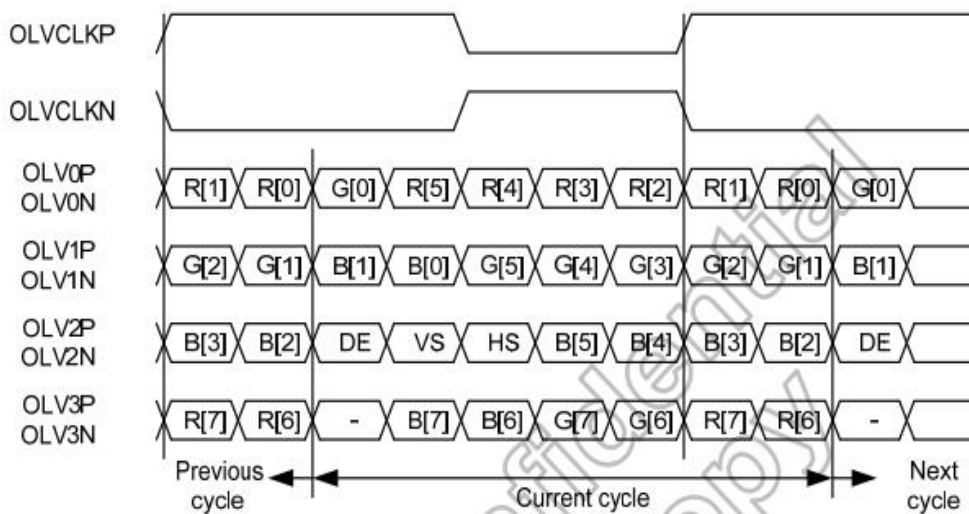 OLVCLKP
OLVCLKN
OLV0P
OLV0N
R[1] R[0] G[0] R[5] R[4] R[3] R[2] R[1] R[0] G[0]
OLV1P
OLV1N
G[2] G[1] B[1] B[0] G[5] G[4] G[3] G[2] G[1] B[1]
OLV2P
OLV2N
B[3] B[2] DE VS HS B[5] B[4] B[3] B[2] DE
OLV3P
OLV3N
R[7] R[6] - B[7] B[6] G[7] G[6] R[7] R[6] -
Previous
cycle
Current cycle
Next
cycle